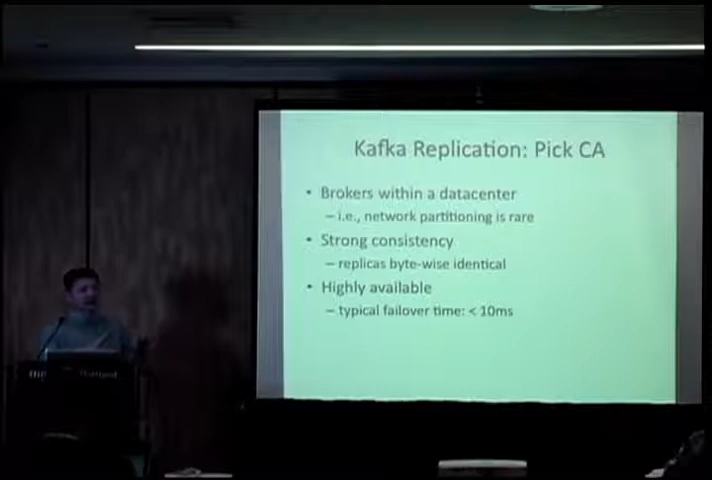 Kafka Replication: Pick CA
• Brokers within a datacenter
– i.e., network partitioning is rare
• Strong consistency
– replicas byte-wise identical
• Highly available
– typical failover time: < 10ms